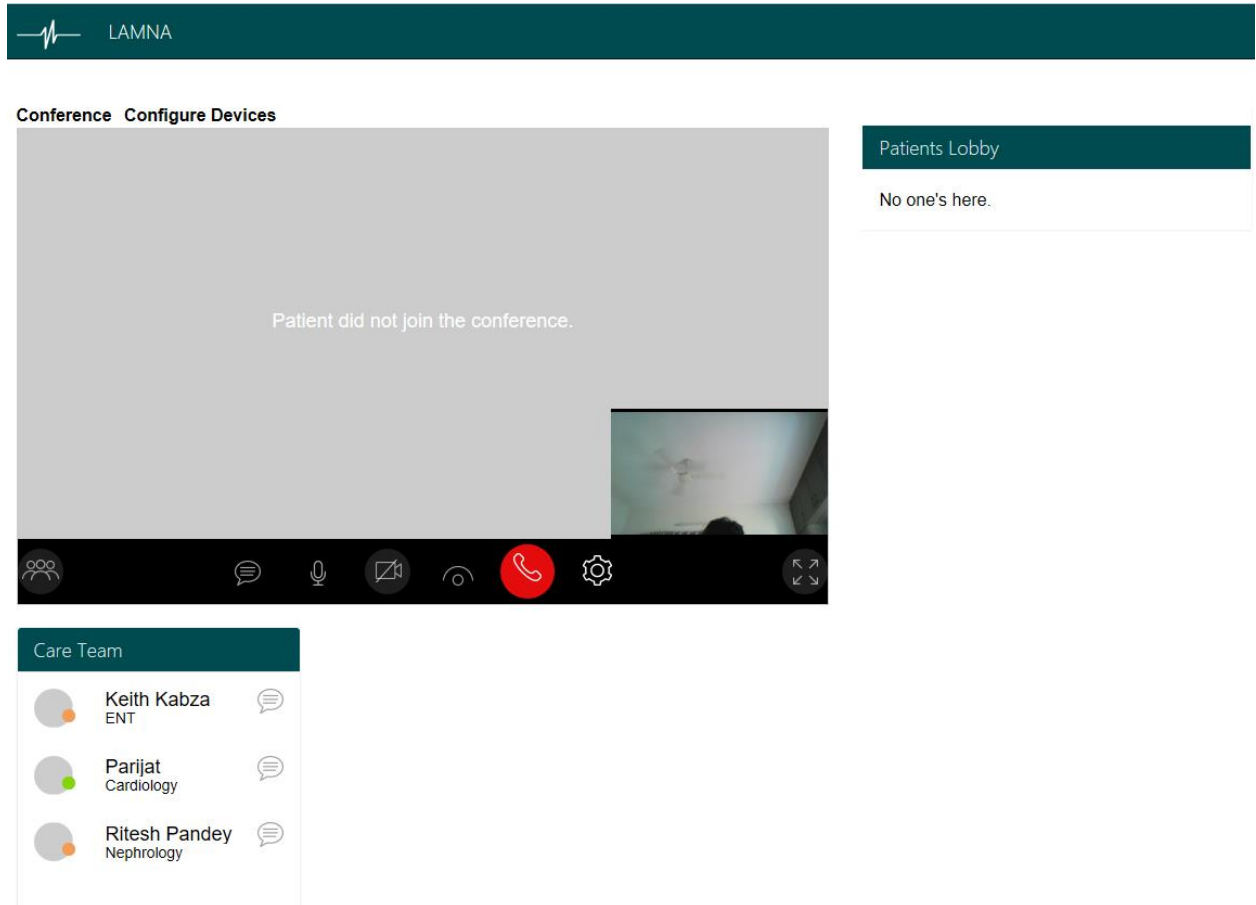 LAMNA
Conference Configure Devices
Patients Lobby
No one's here.
Patient did not join the conference.
Care Team
Keith Kabza
ENT
Parijat
Cardiology
Ritesh Pandey
Nephrology